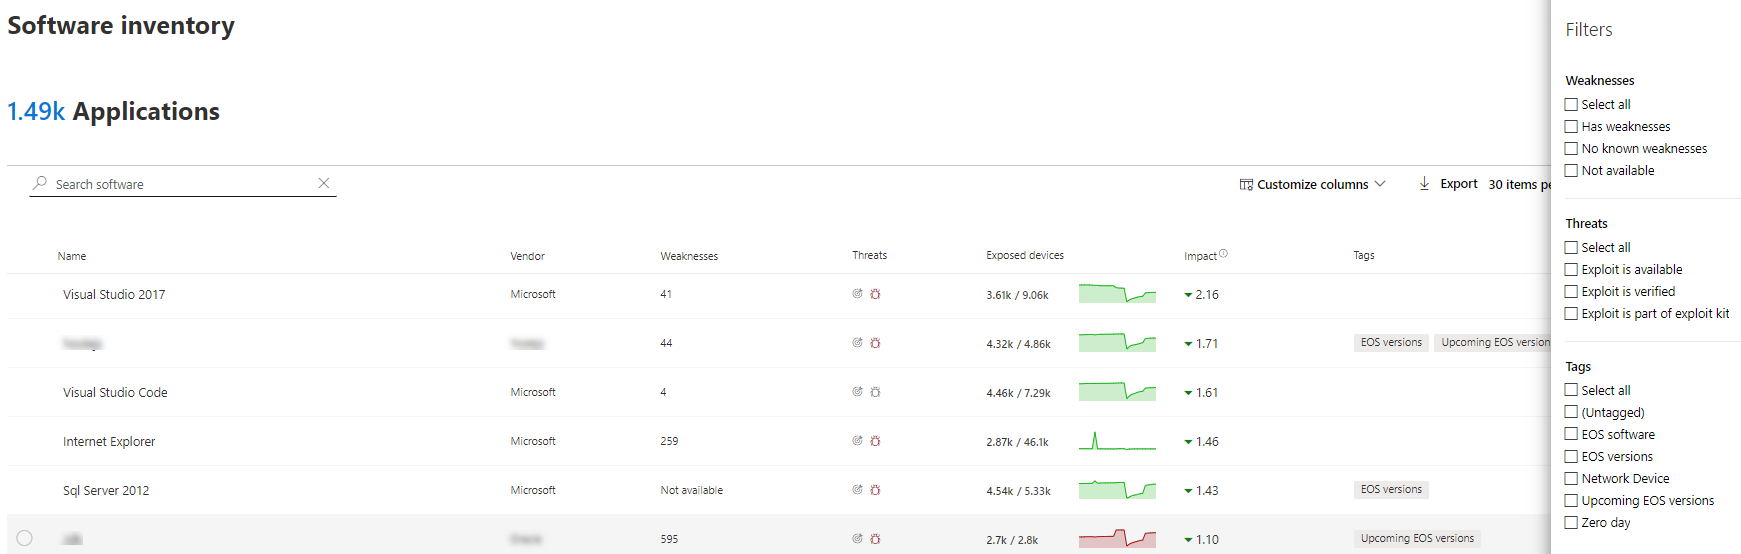 Software inventory
1.49k Applications
Search software
Customize columns Export 30 items pe
Name Vendor Weaknesses Threats Exposed devices Impact Tags
Visual Studio 2017 Microsoft 41 3.61k / 9.06k 2.16
44 4.32k / 4.86k 1.71 EOS versions Upcoming EOS version
Visual Studio Code Microsoft 4 4.46k / 7.29k 1.61
Internet Explorer Microsoft 259 2.87k / 46.1k 1.46
Sql Server 2012 Microsoft Not available 4.54k / 5.33k 1.43 EOS versions
595 2.7k / 2.8k 1.10 Upcoming EOS versions
Filters
Weaknesses
Select all
Has weaknesses
No known weaknesses
Not available
Threats
Select all
Exploit is available
Exploit is verified
Exploit is part of exploit kit
Tags
Select all
(Untagged)
EOS software
EOS versions
Network Device
Upcoming EOS versions
Zero day